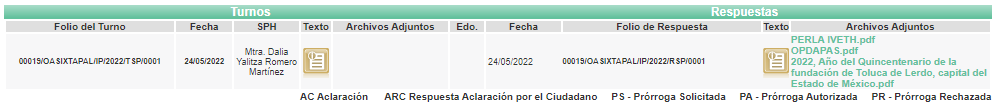 Turnos Respuestas
Folio del Turno Fecha SPH Texto Archivos Adjuntos Edo. Fecha Folio de Respuesta Texto Archivos Adjuntos
00019/OASIXTAPAL/IP/2022/TSP/0001 24/05/2022 Mtra. Dalia Yalitza Romero Martínez 24/05/2022 00019/OASIXTAPAL/IP/2022/RSP/0001
PERLA IVETH.pdf
OPDAPAS.pdf
2022, Año del Quincentenario de la
fundación de Toluca de Lerdo, capital del
Estado de México.pdf
AC Aclaración ARC Respuesta Aclaración por el Ciudadano PS - Prórroga Solicitada PA - Prórroga Autorizada PR - Prórroga Rechazada